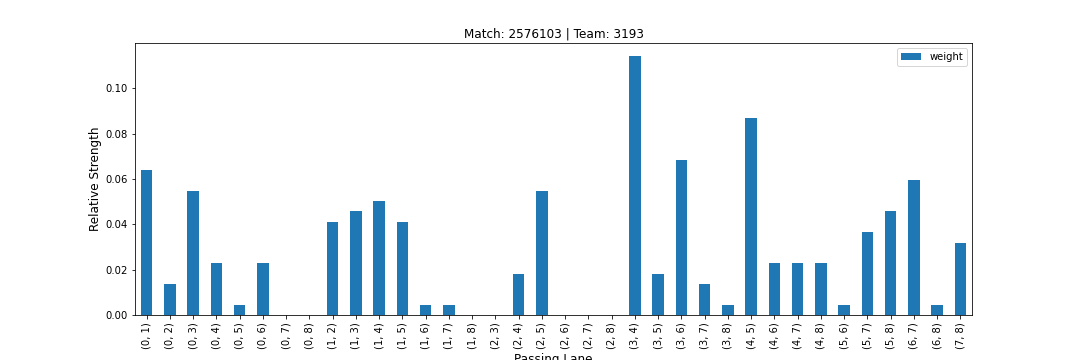 Match: 2576103 | Team: 3193
weight
Relative Strength
0.10
0.08
0.06
0.04
0.02
0.00
(0, 1) (0, 2) (0, 3) (0, 4) (0, 5) (0, 6) (0, 7) (0, 8) (1, 2) (1, 3) (1, 4) (1, 5) (1, 6) (1, 7) (1, 8) (2, 3) (2, 4) (2, 5) (2, 6) (2, 7) (2, 8) (3, 4) (3, 5) (3, 6) (3, 7) (3, 8) (4, 5) (4, 6) (4, 7) (4, 8) (5, 6) (5, 7) (5, 8) (6, 7) (6, 8) (7, 8)
Passing Lane